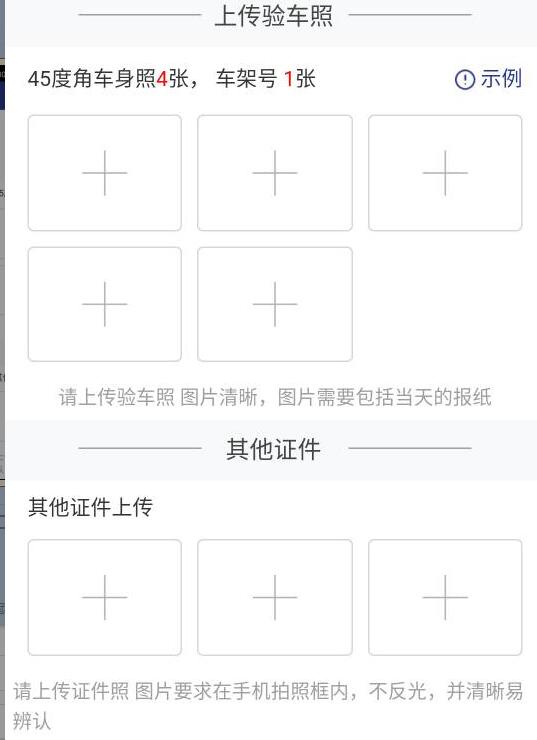 上传验车照
45度角车身照4张， 车架号 1张
示例
请上传验车照 图片清晰，图片需要包括当天的报纸
其他证件
其他证件上传
请上传证件照 图片要求在手机拍照框内，不反光，并清晰易
辨认